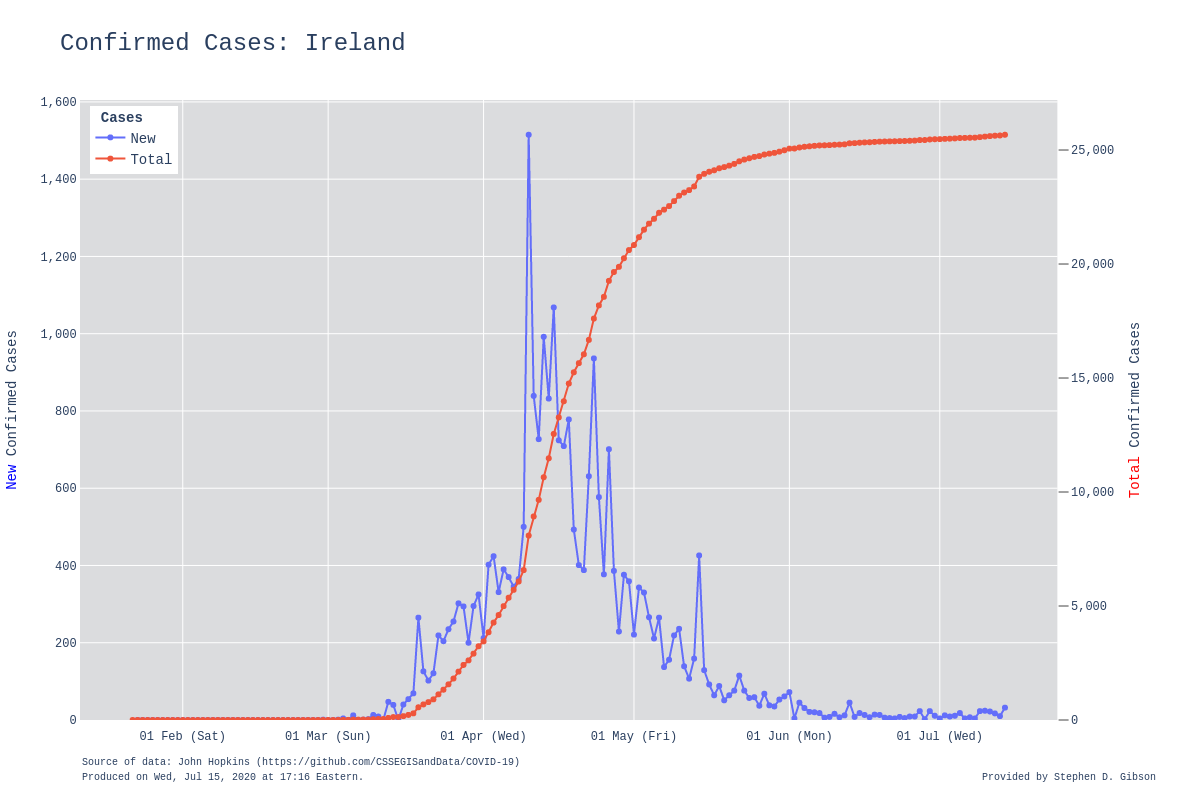 Confirmed Cases: Ireland
Cases
New
Total
1,600
1,400
1,200
1,000
800
600
400
200
0
New Confirmed Cases
25,000
20,000
15,000
10,000
5,000
0
Total Confirmed Cases
01 Feb (Sat) 01 Mar (Sun) 01 Apr (Wed) 01 May (Fri) 01 Jun (Mon) 01 Jul (Wed)
Source of data: John Hopkins (https://github.com/CSSEGISandData/COVID-19)
Produced on Wed, Jul 15, 2020 at 17:16 Eastern.
Provided by Stephen D. Gibson